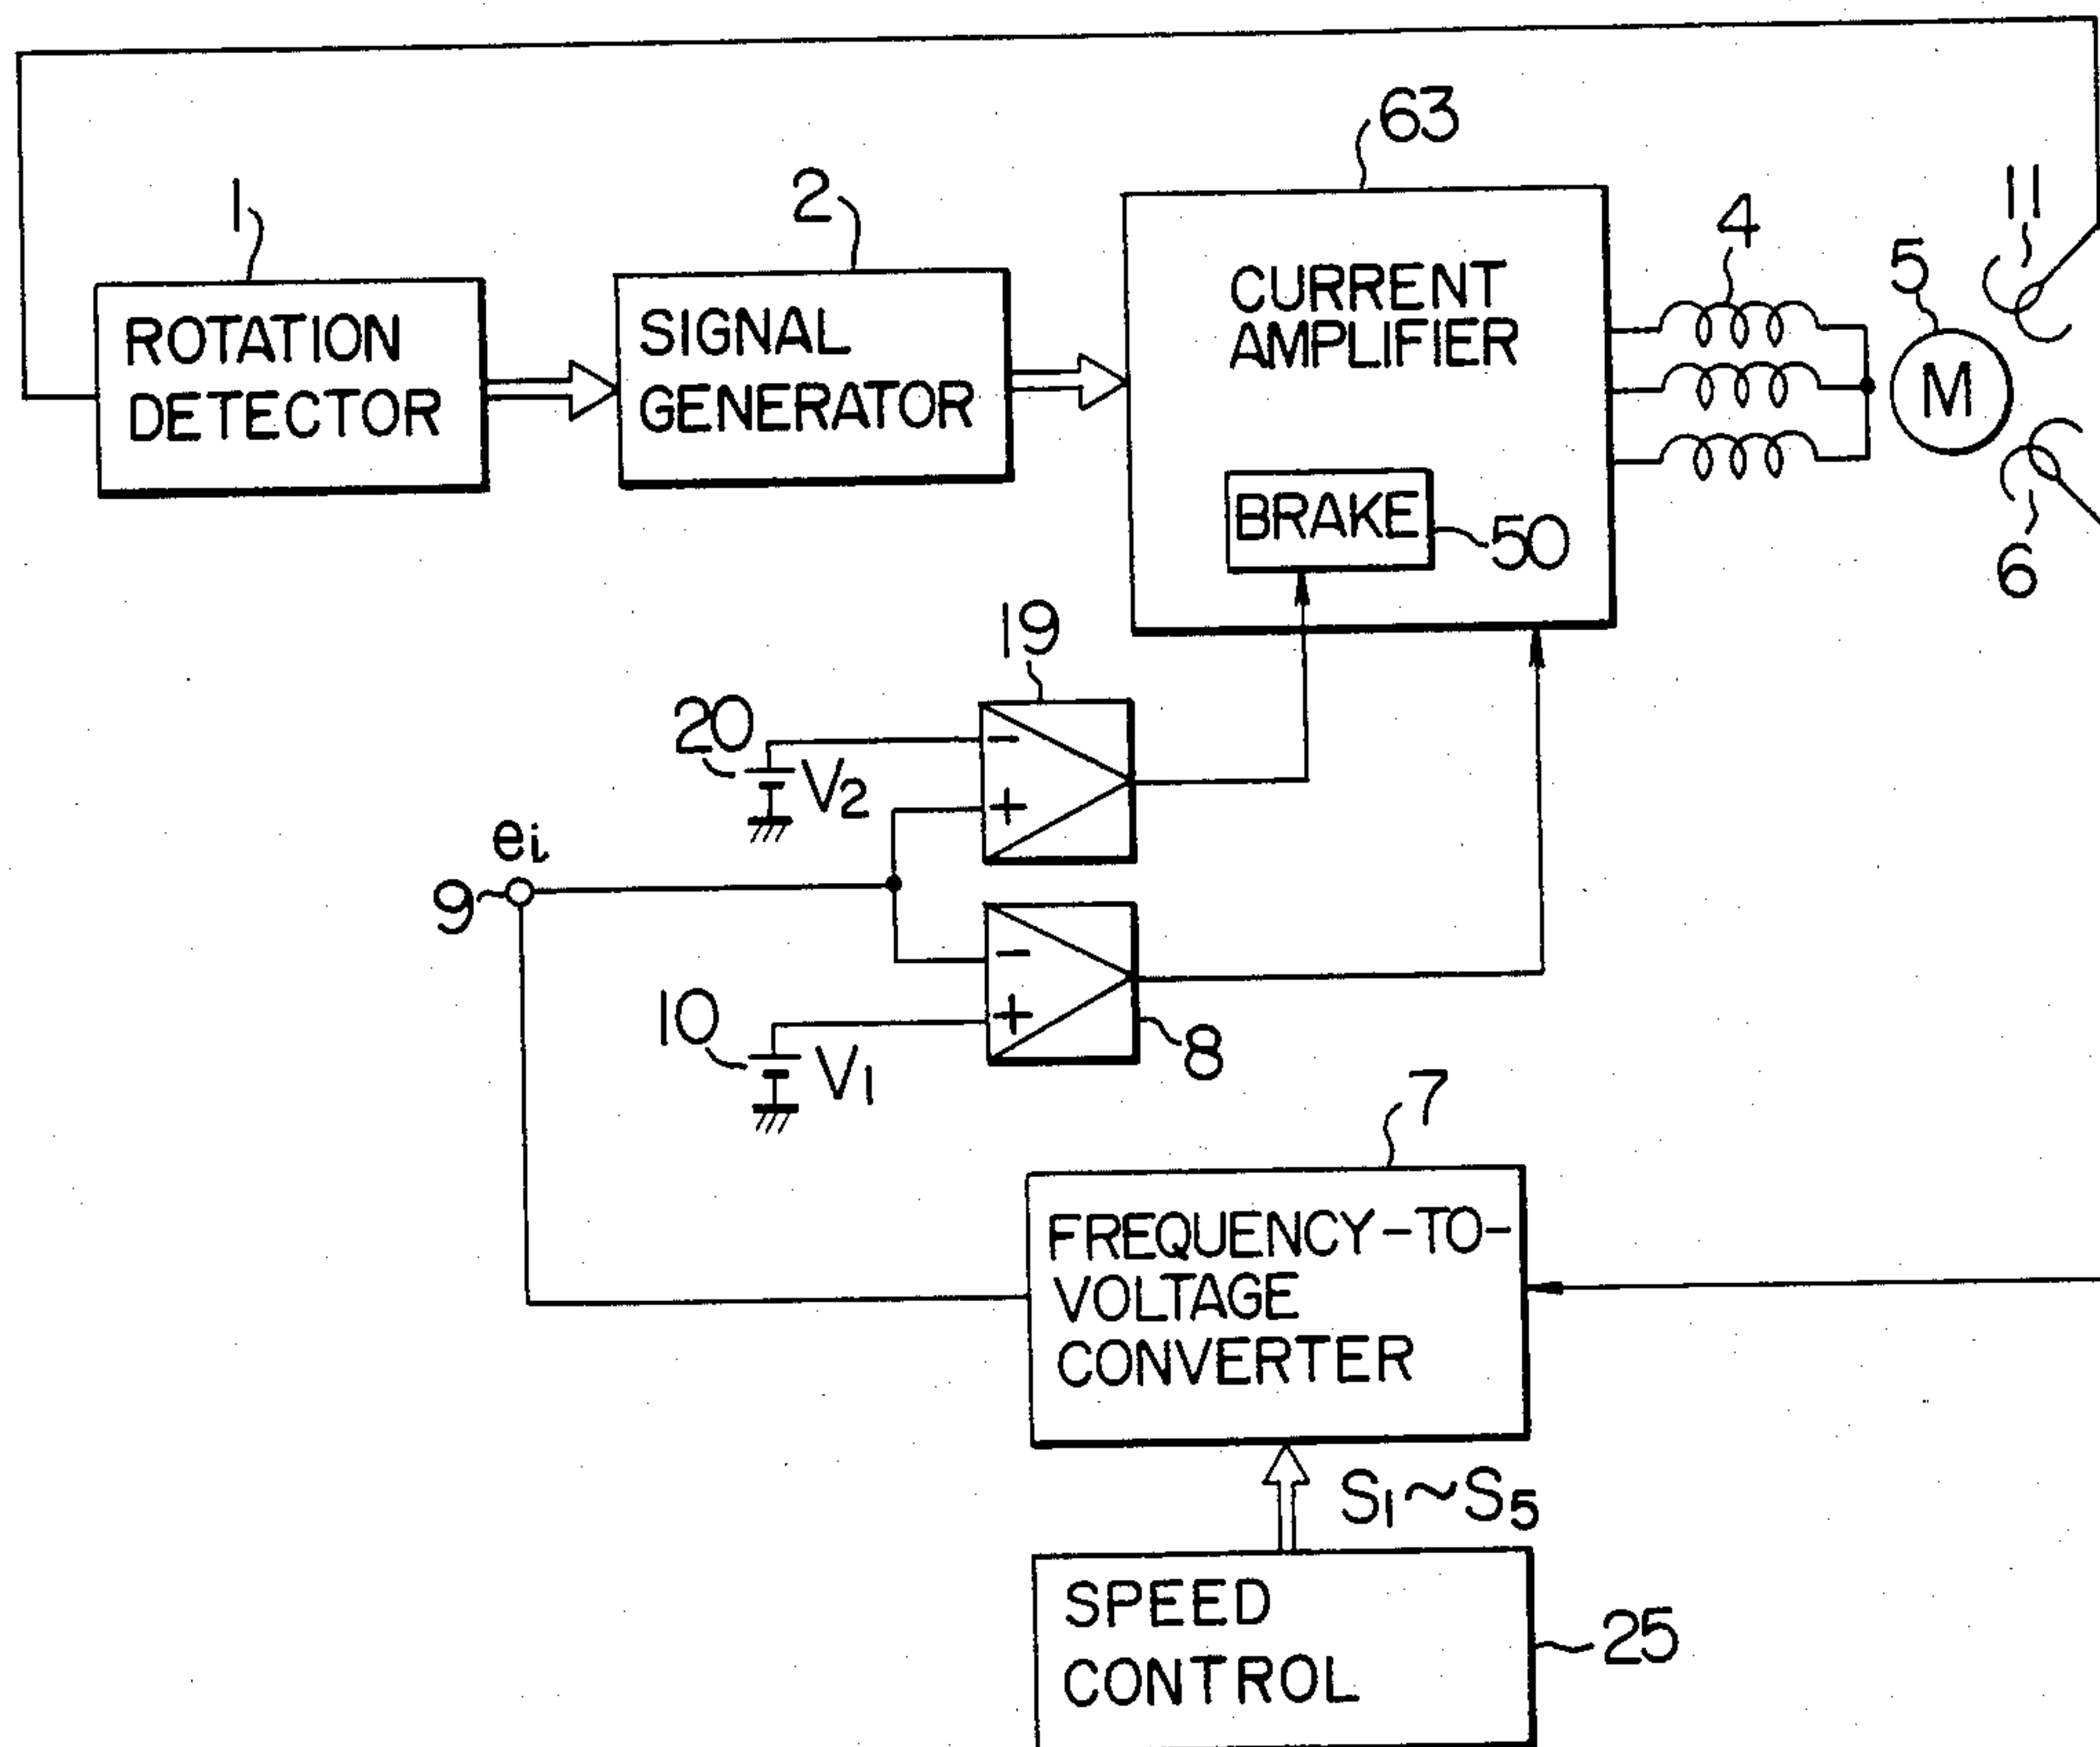 63
1
2
4
5
11
ROTATION
DETECTOR
SIGNAL
GENERATOR
CURRENT
AMPLIFIER
M
BRAKE
50
6
19
20
V2
-
+
ei
9
-
+
10
V1
8
7
FREQUENCY-TO-
VOLTAGE
CONVERTER
S1~S5
SPEED
CONTROL
25